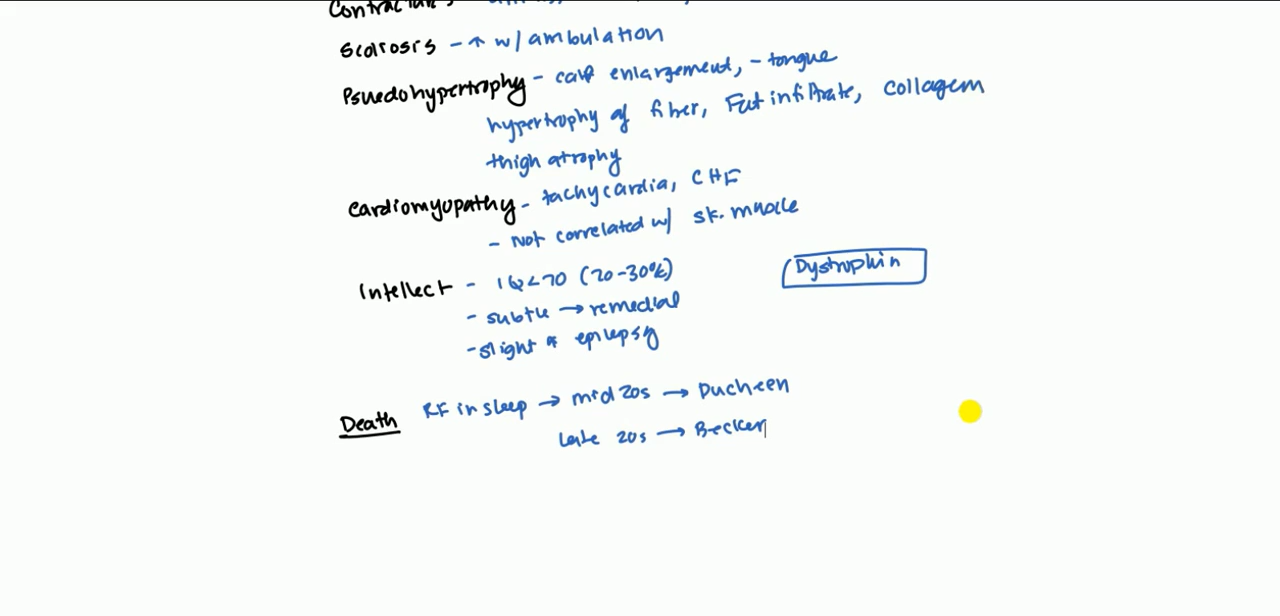 Scoliosis - ↑ w/ ambulation
Psuedohypertrophy - calf enlargement, - tongue
hypertrophy of fiber, Fat infiltrate, collagem
thigh atrophy
Cardiomyopathy - tachycardia, CHF
- Not correlated w/ sk. muscle
Intellect - IQ<70 (20-30%)
Dystrophin
- subtle → remedial
- slight * epilepsy
Death RF in sleep → mid 20s → Ducheen
Late 20s → Becker